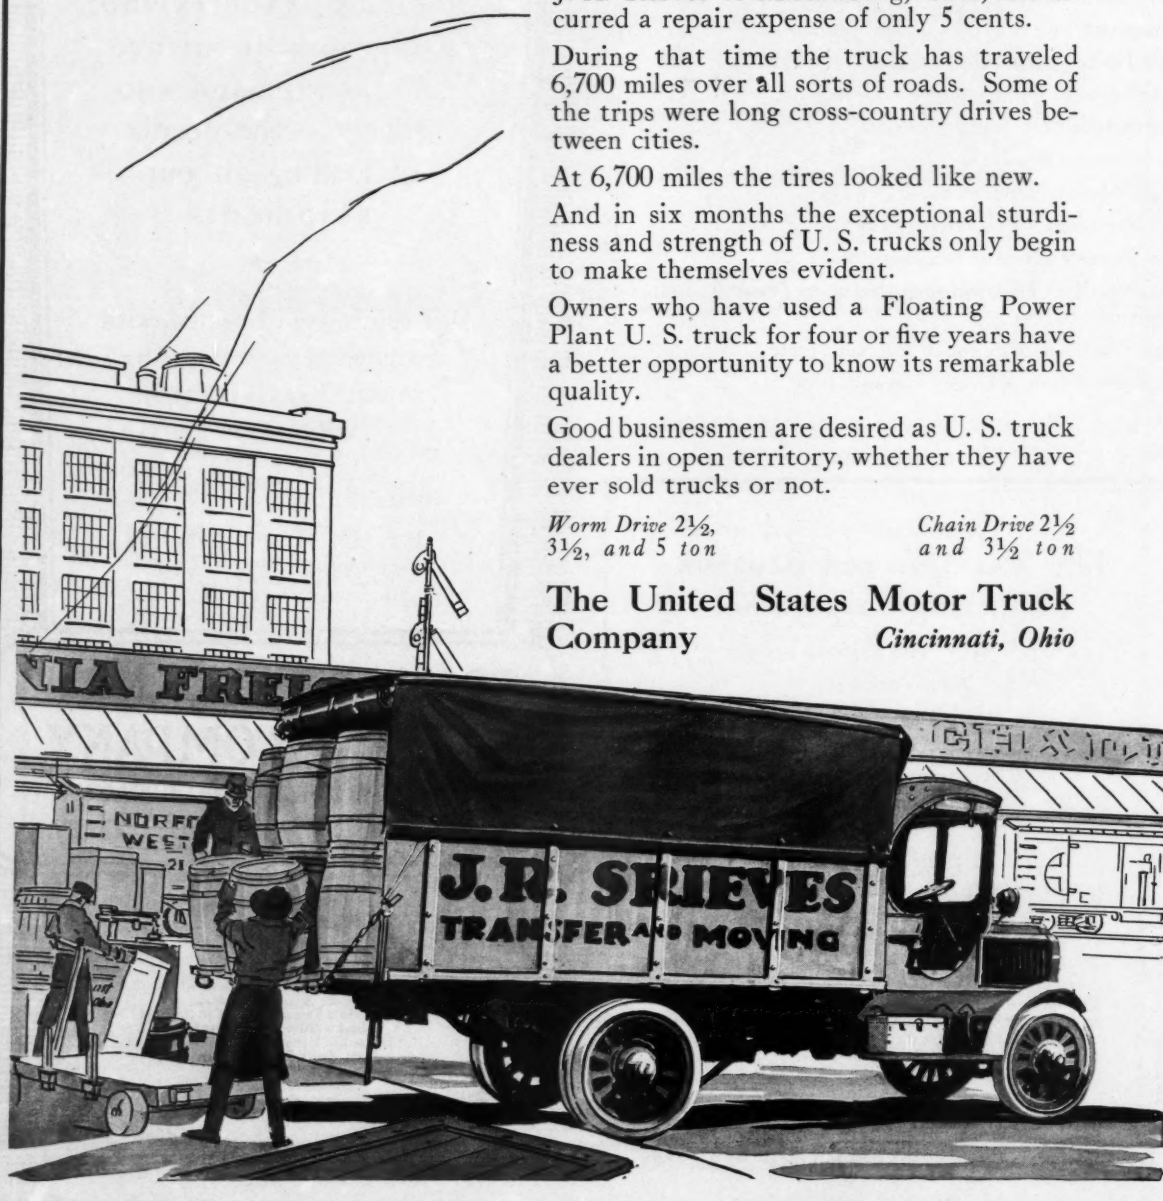 curred a repair expense of only 5 cents.
During that time the truck has traveled
6,700 miles over all sorts of roads. Some of
the trips were long cross-country drives be-
tween cities.
At 6,700 miles the tires looked like new.
And in six months the exceptional sturdi-
ness and strength of U. S. trucks only begin
to make themselves evident.
Owners who have used a Floating Power
Plant U. S. truck for four or five years have
a better opportunity to know its remarkable
quality.
Good businessmen are desired as U. S. truck
dealers in open territory, whether they have
ever sold trucks or not.
Worm Drive 2½,
3½, and 5 ton
Chain Drive 2½
and 3½ ton
The United States Motor Truck
Company Cincinnati, Ohio
NIA FREIG
NORFO
WEST
21
J. R. SRIEVES
TRANSFER AND MOVING